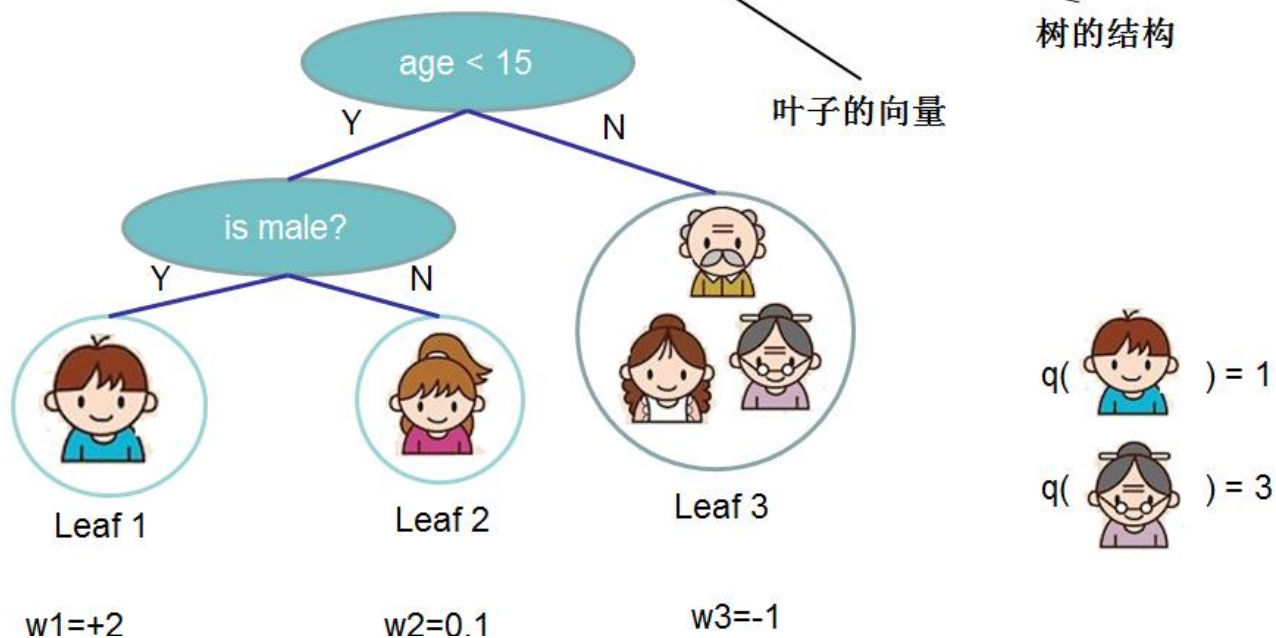 树的结构
age < 15
叶子的向量
Y
N
is male?
Y
N
q( ) = 1
q( ) = 3
Leaf 1
Leaf 2
Leaf 3
w1=+2
w2=0.1
w3=-1